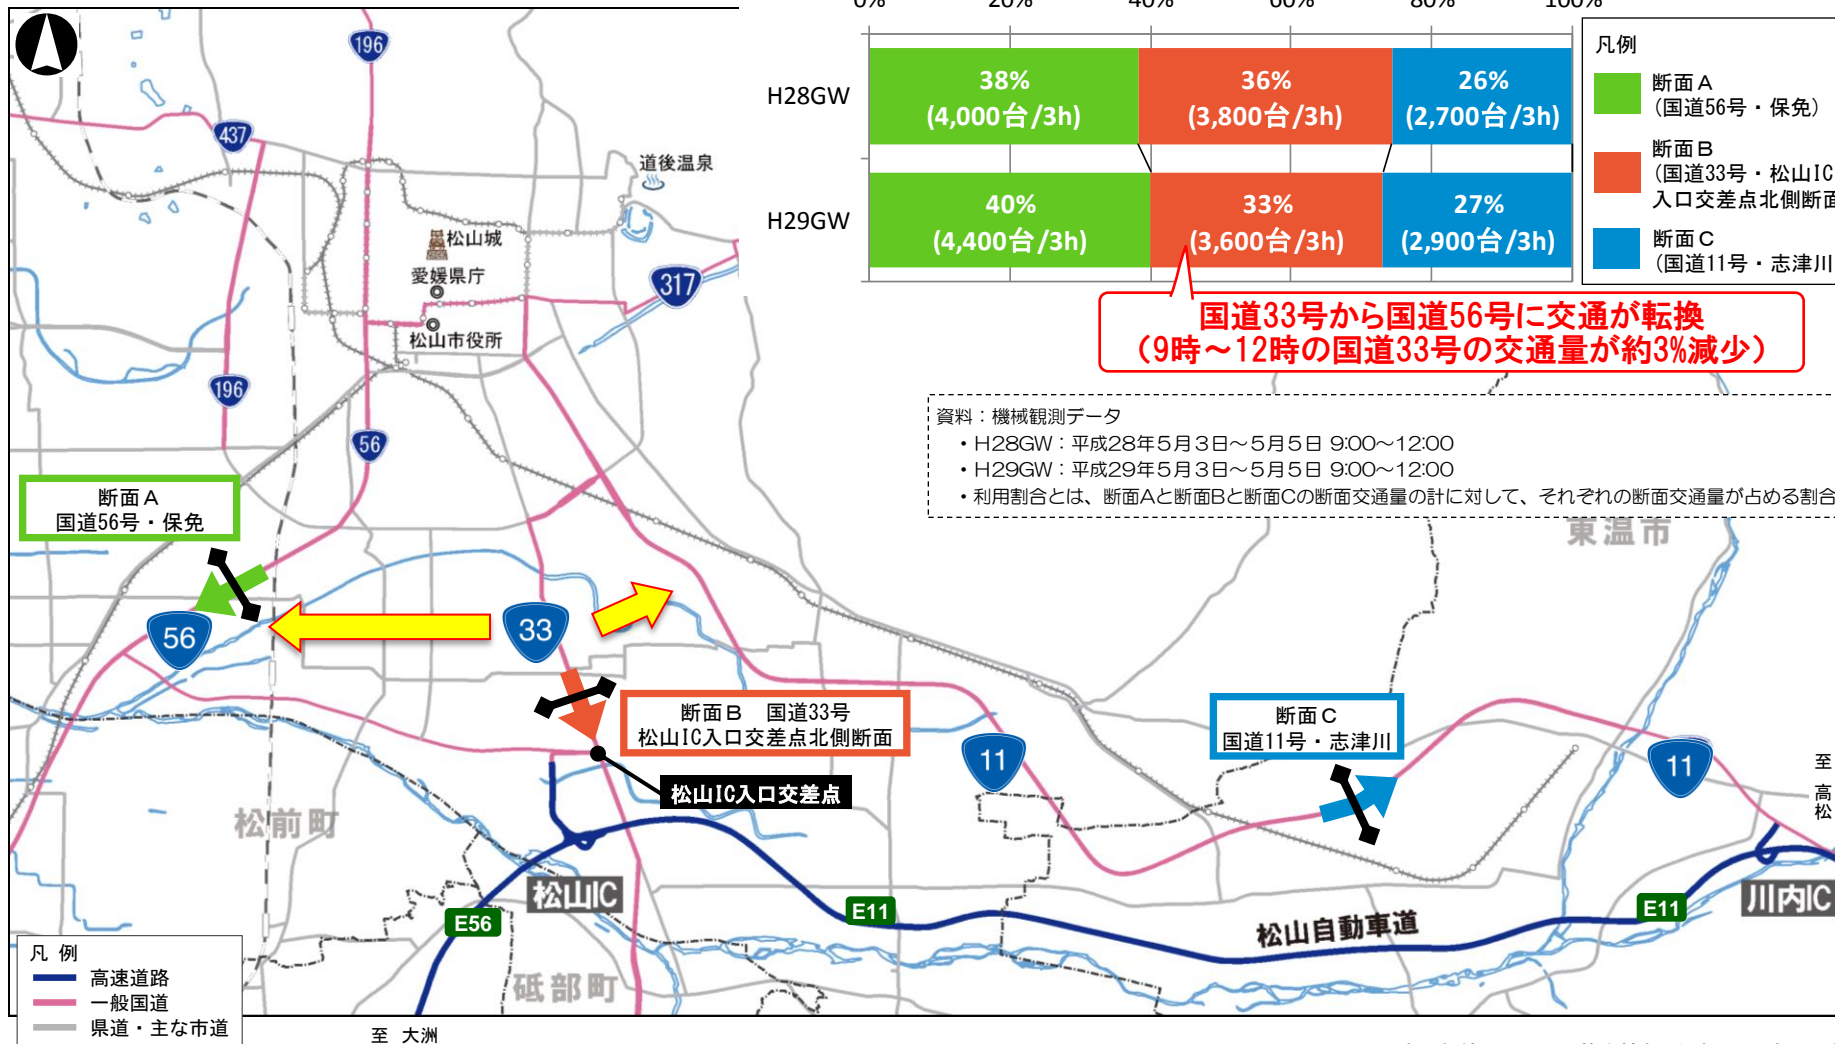 0%
20%
40%
60%
80%
100%
H28GW
38%
(4,000台/3h)
36%
(3,800台/3h)
26%
(2,700台/3h)
H29GW
40%
(4,400台/3h)
33%
(3,600台/3h)
27%
(2,900台/3h)
凡例
断面A
(国道56号・保免)
断面B
(国道33号・松山IC
入口交差点北側断面
断面C
(国道11号・志津川
国道33号から国道56号に交通が転換
(9時～12時の国道33号の交通量が約3%減少)
資料：機械観測データ
・H28GW：平成28年5月3日～5月5日 9:00～12:00
・H29GW：平成29年5月3日～5月5日 9:00～12:00
・利用割合とは、断面Aと断面Bと断面Cの断面交通量の計に対して、それぞれの断面交通量が占める割合
196
437
道後温泉
松山城
愛媛県庁
317
松山市役所
196
56
断面A
国道56号・保免
東温市
56
33
断面B 国道33号
松山IC入口交差点北側断面
断面C
国道11号・志津川
11
11
至 高松
松山IC入口交差点
松前町
松山IC
E56
E11
松山自動車道
E11
川内IC
砥部町
凡 例
高速道路
一般国道
県道・主な市道
至 大洲